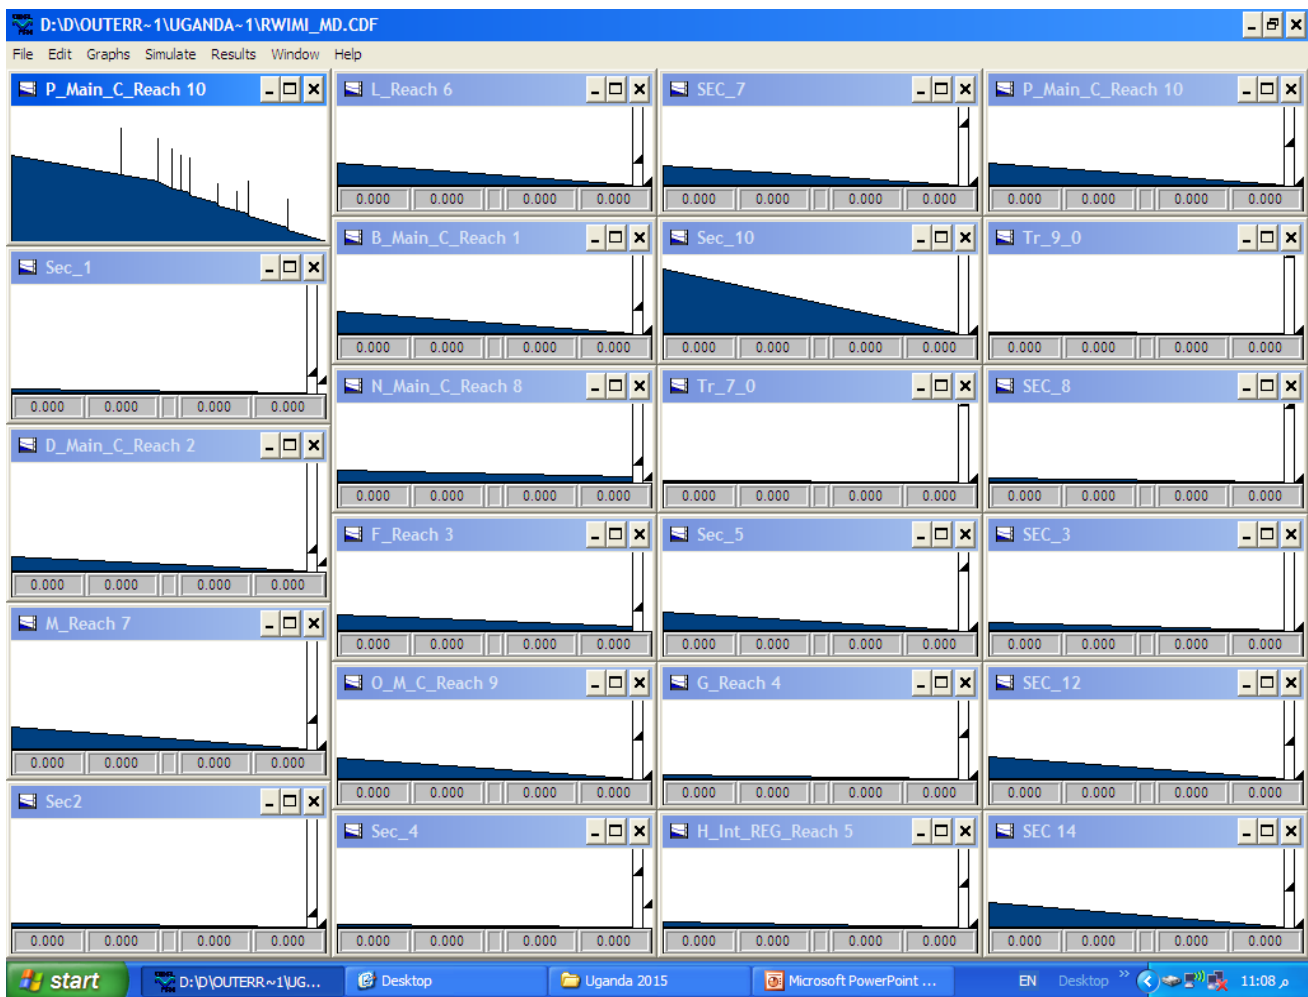 D:\D\OUTERR~1\UGANDA~1\RWIMI_MD.CDF
File Edit Graphs Simulate Results Window Help
P_Main_C_Reach 10
Sec_1
0.000 0.000 0.000 0.000
D_Main_C_Reach 2
0.000 0.000 0.000 0.000
M_Reach 7
0.000 0.000 0.000 0.000
Sec2
0.000 0.000 0.000 0.000
L_Reach 6
0.000 0.000 0.000 0.000
B_Main_C_Reach 1
0.000 0.000 0.000 0.000
N_Main_C_Reach 8
0.000 0.000 0.000 0.000
F_Reach 3
0.000 0.000 0.000 0.000
O_M_C_Reach 9
0.000 0.000 0.000 0.000
Sec_4
0.000 0.000 0.000 0.000
SEC_7
0.000 0.000 0.000 0.000
Sec_10
0.000 0.000 0.000 0.000
Tr_7_0
0.000 0.000 0.000 0.000
Sec_5
0.000 0.000 0.000 0.000
G_Reach 4
0.000 0.000 0.000 0.000
H_Int_REG_Reach 5
0.000 0.000 0.000 0.000
P_Main_C_Reach 10
0.000 0.000 0.000 0.000
Tr_9_0
0.000 0.000 0.000 0.000
SEC_8
0.000 0.000 0.000 0.000
SEC_3
0.000 0.000 0.000 0.000
SEC_12
0.000 0.000 0.000 0.000
SEC 14
0.000 0.000 0.000 0.000
start D:\D\OUTERR~1\UG... Desktop Uganda 2015 Microsoft PowerPoint ... EN Desktop » 11:08 م